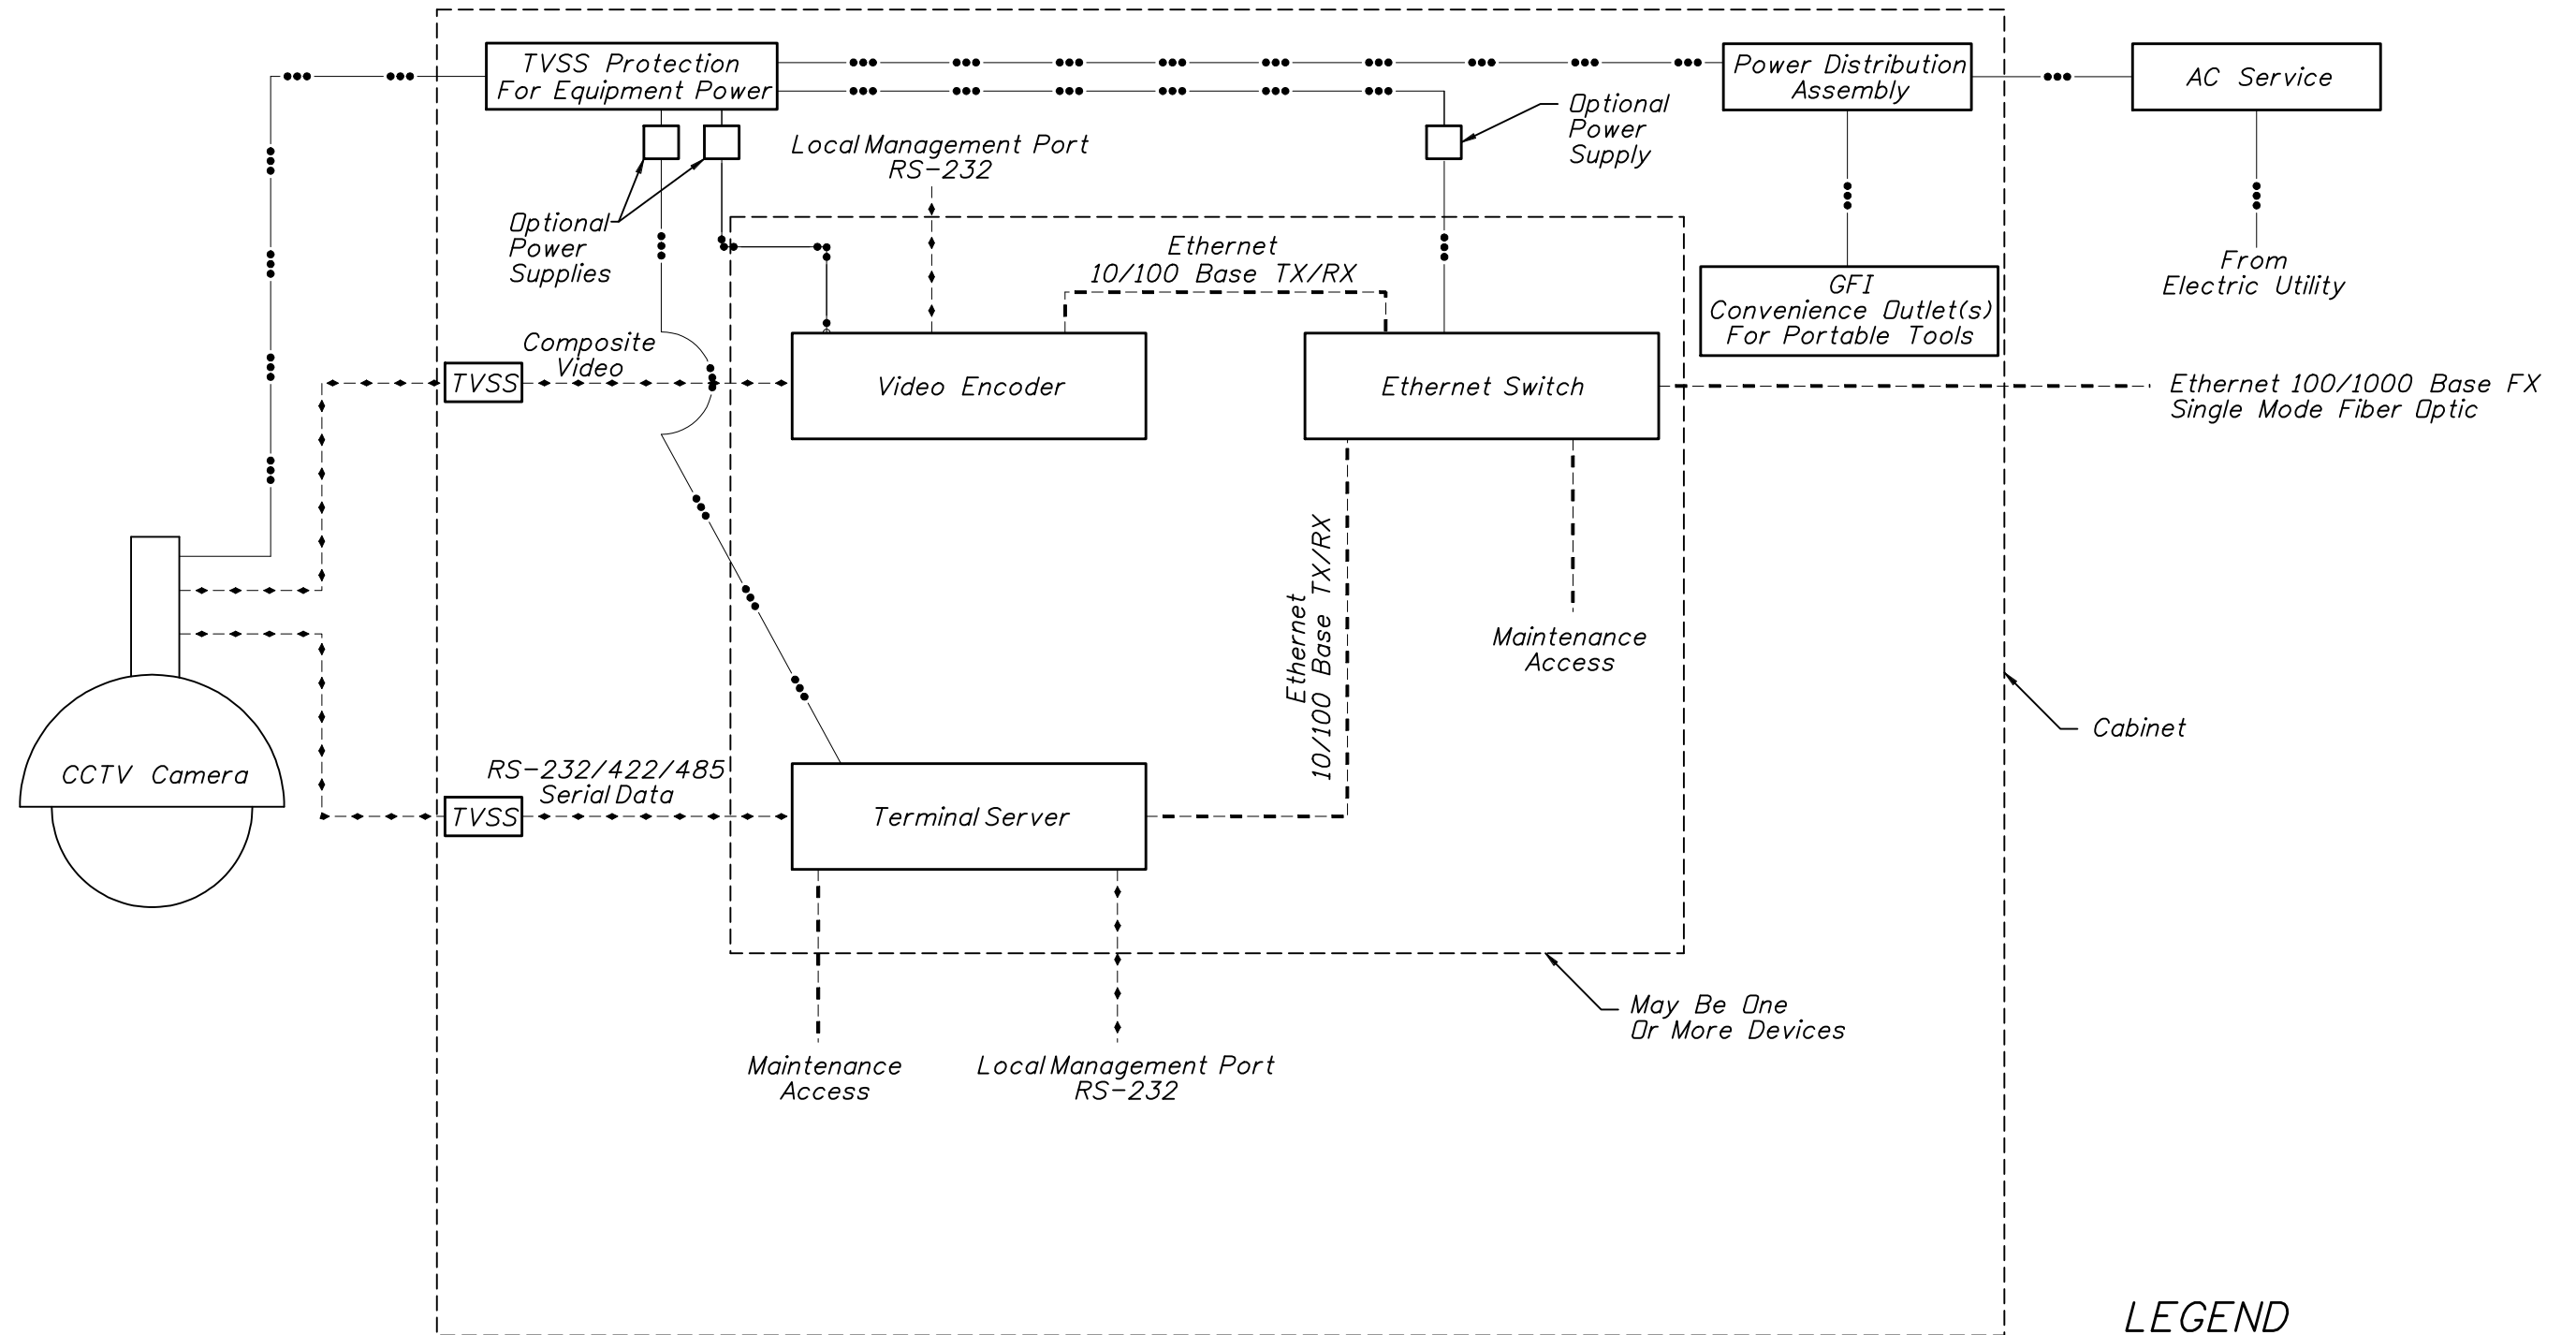 TVSS Protection
For Equipment Power
Power Distribution
Assembly
AC Service
Optional
Power
Supply
Local Management Port
RS-232
Optional
Power
Supplies
Ethernet
10/100 Base TX/RX
From
Electric Utility
GFI
Convenience Outlet(s)
For Portable Tools
Composite
Video
TVSS
Video Encoder
Ethernet Switch
Ethernet 100/1000 Base FX
Single Mode Fiber Optic
Ethernet
10/100 Base TX/RX
Maintenance
Access
Cabinet
CCTV Camera
RS-232/422/485
Serial Data
TVSS
Terminal Server
May Be One
Or More Devices
Maintenance
Access
Local Management Port
RS-232
LEGEND